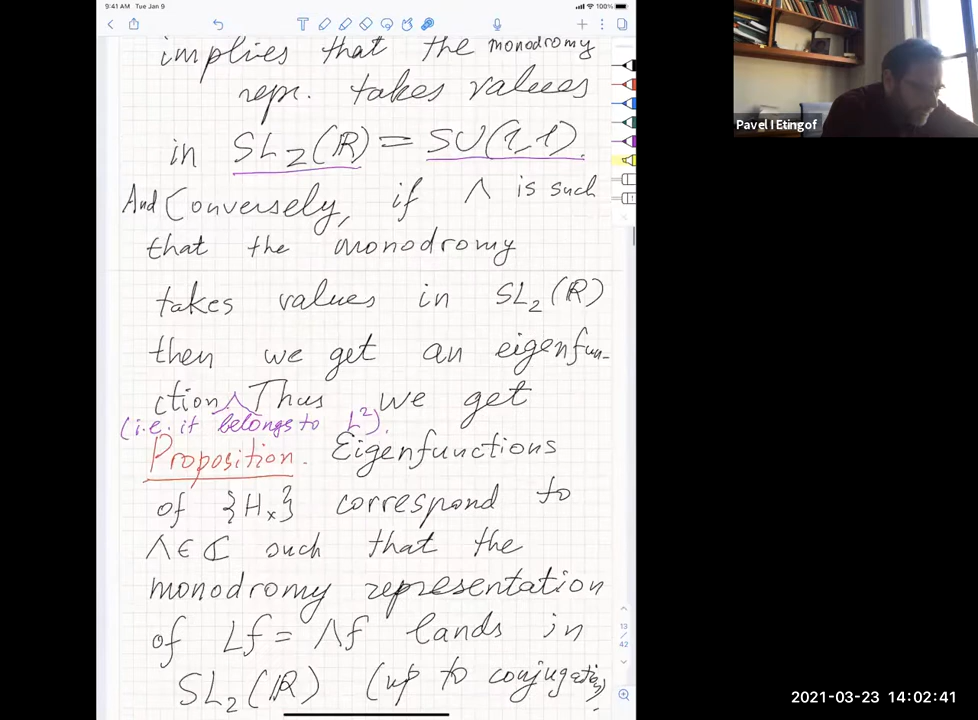 9:41 AM Tue Jan 9
100%
implies that the monodromy
repr. takes values
in SL₂(ℝ) = SU(1,1).
And Conversely, if Λ is such
that the monodromy
takes values in SL₂(ℝ)
then we get an eigenfun-
ction. Thus we get
(i.e. it belongs to L²).
Proposition. Eigenfunctions
of {Hₓ} correspond to
Λ∈ℂ such that the
monodromy representation
of Lf = Λf lands in
SL₂(ℝ) (up to conjugation)
13
/
42
Pavel I Etingof
2021-03-23 14:02:41